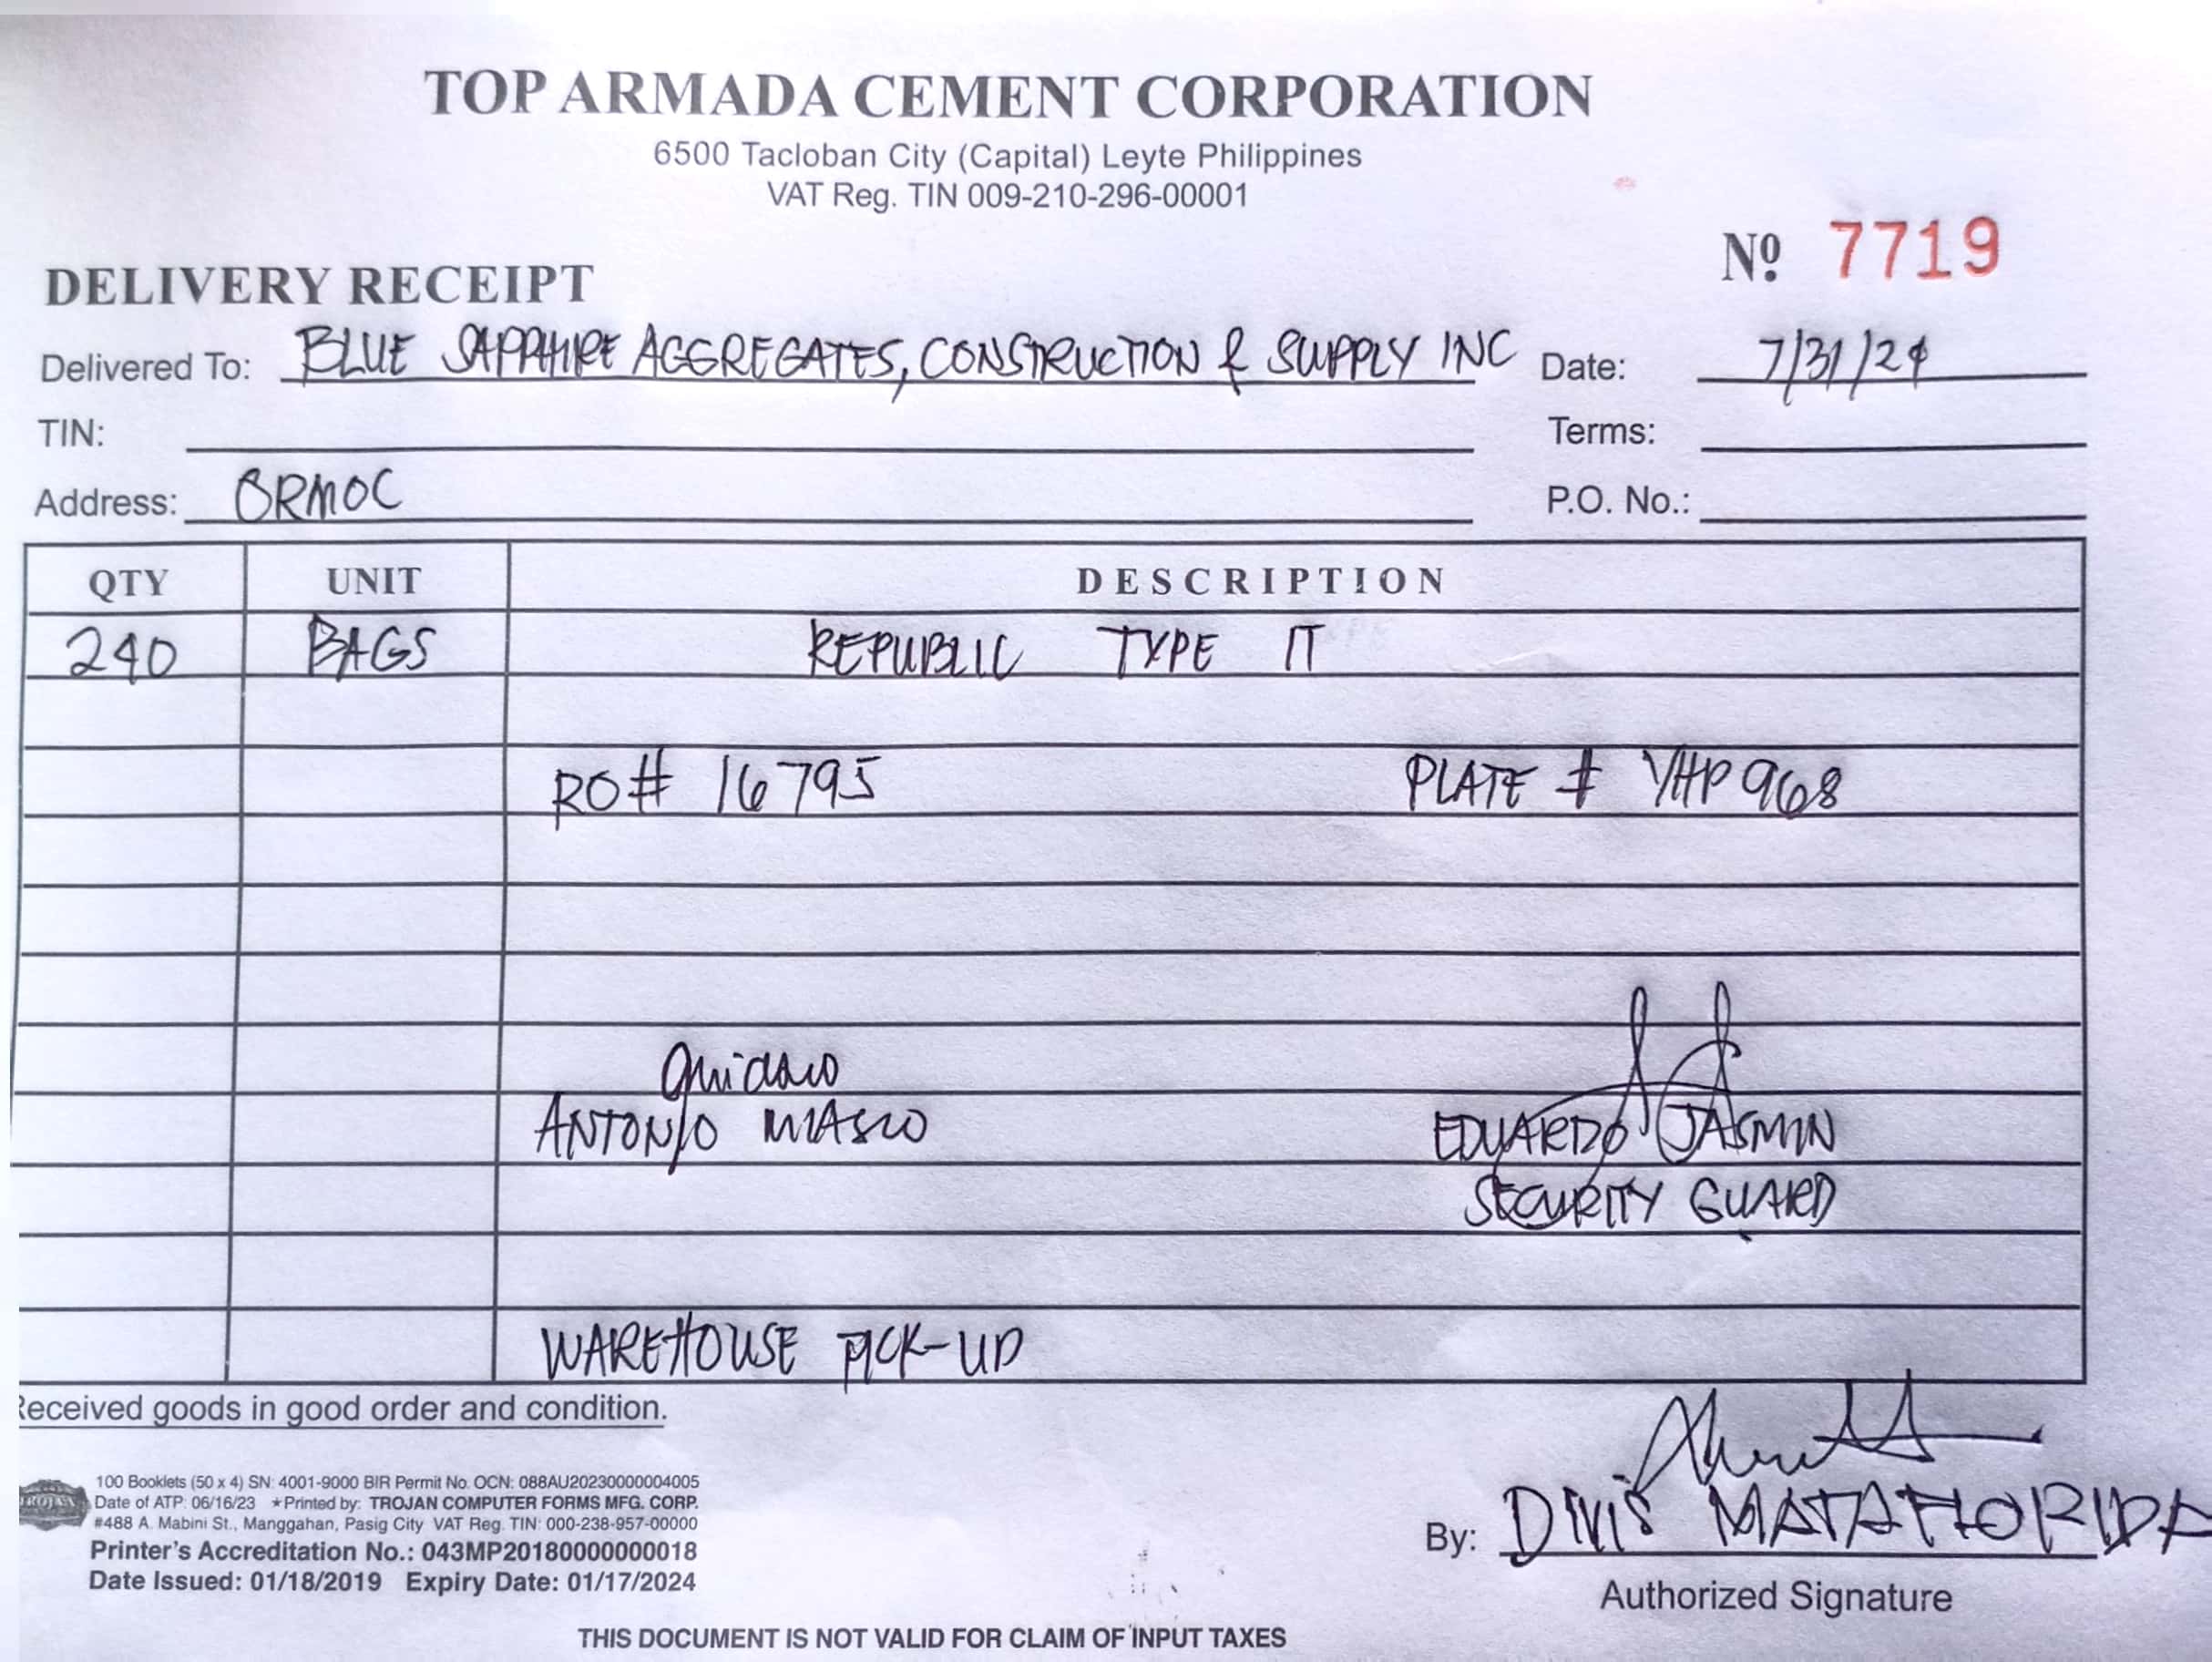 TOP ARMADA CEMENT CORPORATION
6500 Tacloban City (Capital) Leyte Philippines
VAT Reg. TIN 009-210-296-00001
Nº 7719
DELIVERY RECEIPT
Delivered To: BLUE SAPPHIRE AGGREGATES, CONSTRUCTION & SUPPLY INC Date: 7/31/24
TIN: Terms:
Address: ORMOC P.O. No.:
QTY UNIT DESCRIPTION
240 BAGS REPUBLIC TYPE IT
RO# 16795 PLATE # YHP 968
ANTONIO EDUARDO JASMIN
SECURITY GUARD
WAREHOUSE PICK-UP
Received goods in good order and condition.
100 Booklets (50 x 4) SN: 4001-9000 BIR Permit No. OCN: 088AU20230000004005
TROJAN Date of ATP: 06/16/23 ★Printed by: TROJAN COMPUTER FORMS MFG. CORP.
#488 A. Mabini St., Manggahan, Pasig City VAT Reg. TIN: 000-238-957-00000
Printer's Accreditation No.: 043MP20180000000018
Date Issued: 01/18/2019 Expiry Date: 01/17/2024
By: MATAFLORIDA
Authorized Signature
THIS DOCUMENT IS NOT VALID FOR CLAIM OF INPUT TAXES